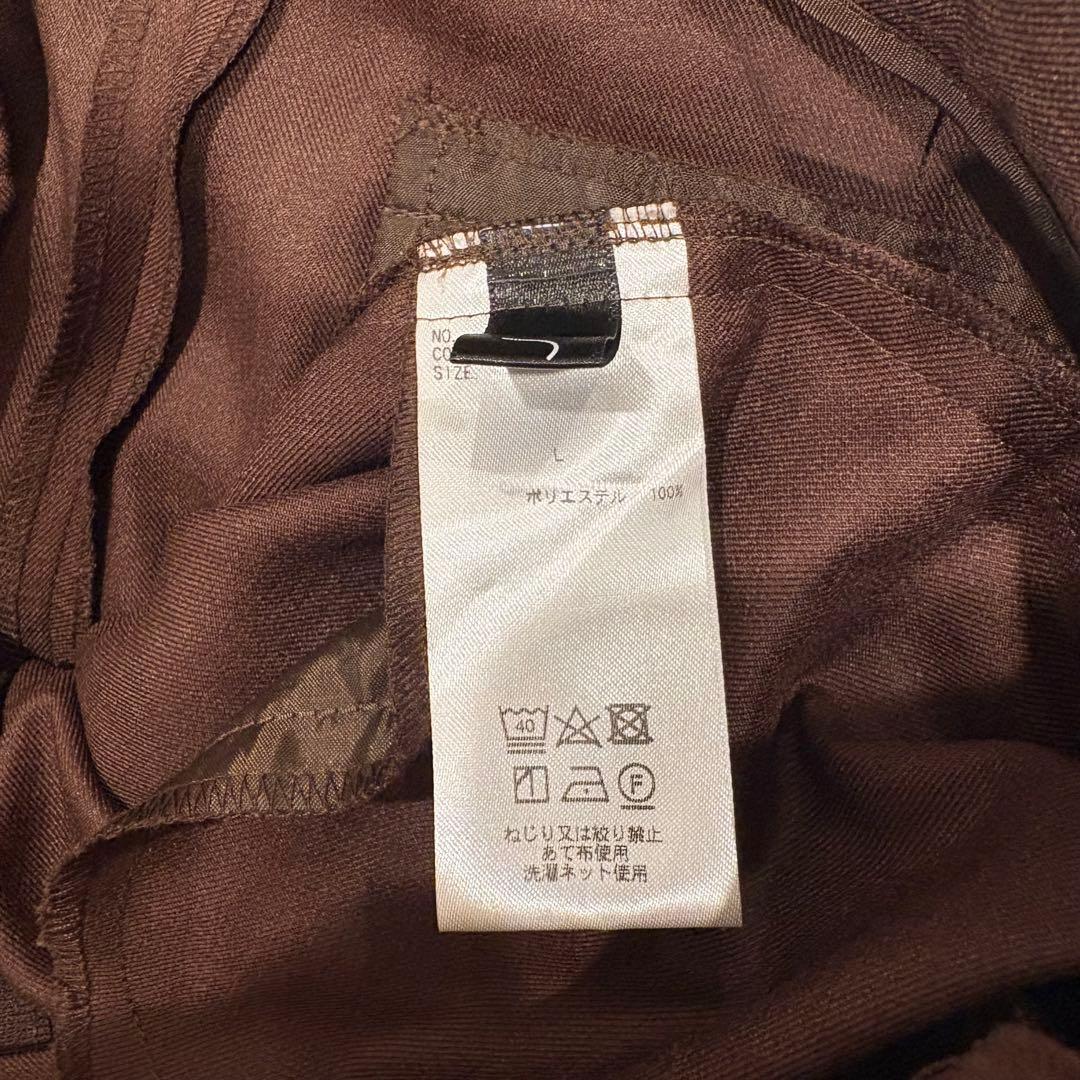 NO.
CO
SIZE
L
ポリエステル 100%
40
F
ねじり又は絞り禁止
あて布使用
洗濯ネット使用